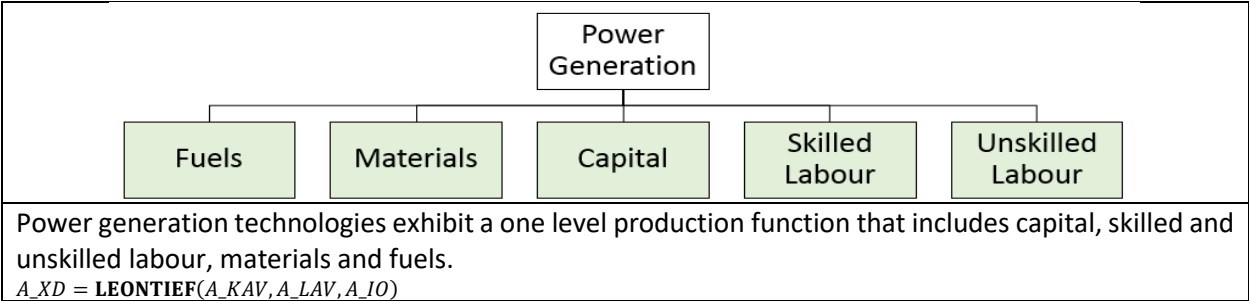 Power
Generation
Fuels
Materials
Capital
Skilled
Labour
Unskilled
Labour
Power generation technologies exhibit a one level production function that includes capital, skilled and
unskilled labour, materials and fuels.
A_XD = LEONTIEF(A_KAV, A_LAV, A_IO)